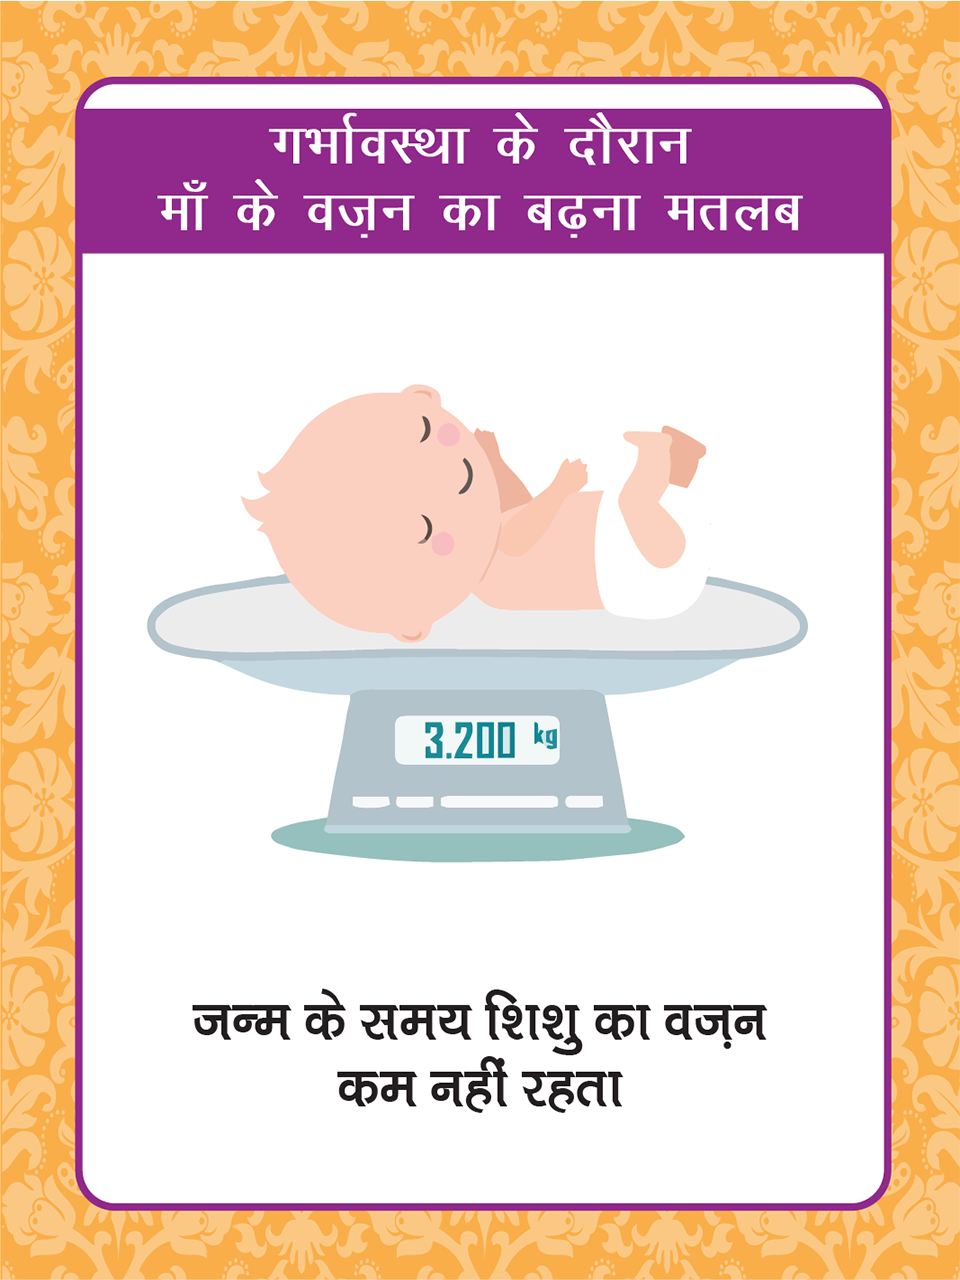 गर्भावस्था के दौरान
माँ के वज़न का बढ़ना मतलब
3.200 kg
जन्म के समय शिशु का वज़न
कम नहीं रहता